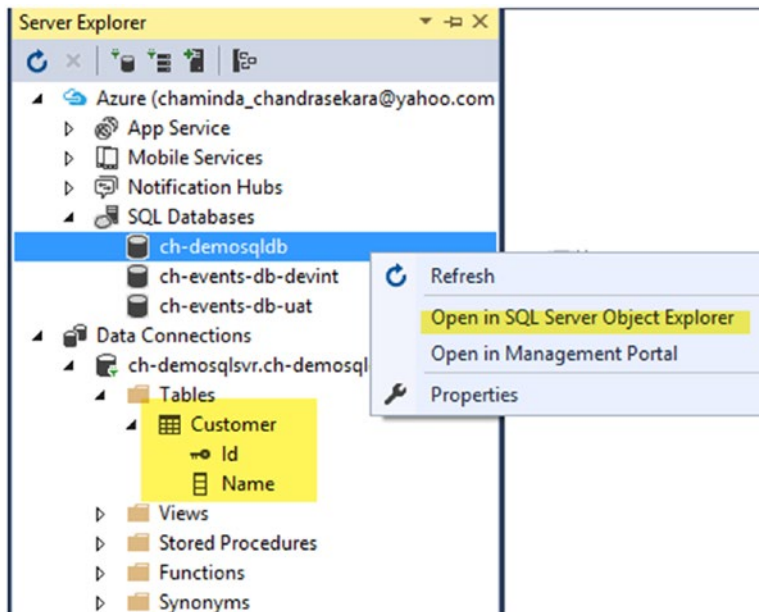 Server Explorer
Azure (chaminda_chandrasekara@yahoo.com
App Service
Mobile Services
Notification Hubs
SQL Databases
ch-demosqldb
ch-events-db-devint
ch-events-db-uat
Data Connections
ch-demosqlsvr.ch-demosql
Tables
Customer
Id
Name
Views
Stored Procedures
Functions
Synonyms
Refresh
Open in SQL Server Object Explorer
Open in Management Portal
Properties